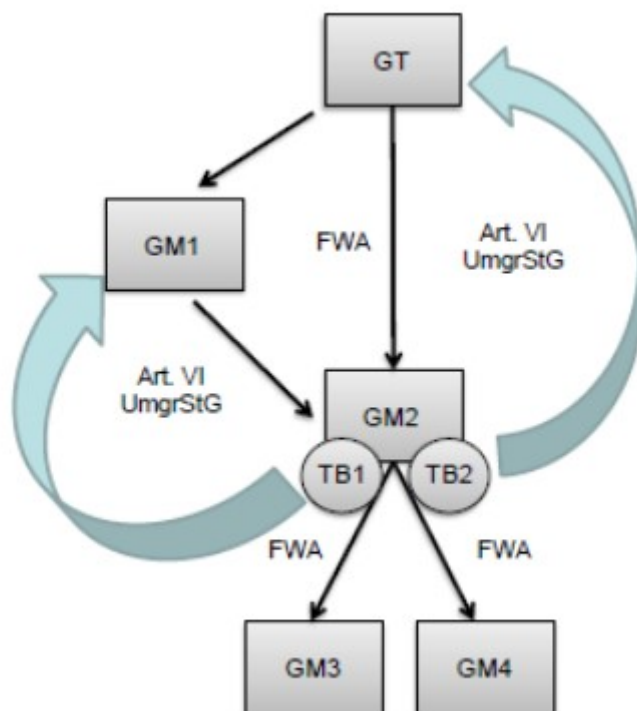 GT
GM1
FWA
Art. VI
UmgrStG
Art. VI
UmgrStG
GM2
TB1
TB2
FWA
FWA
GM3
GM4